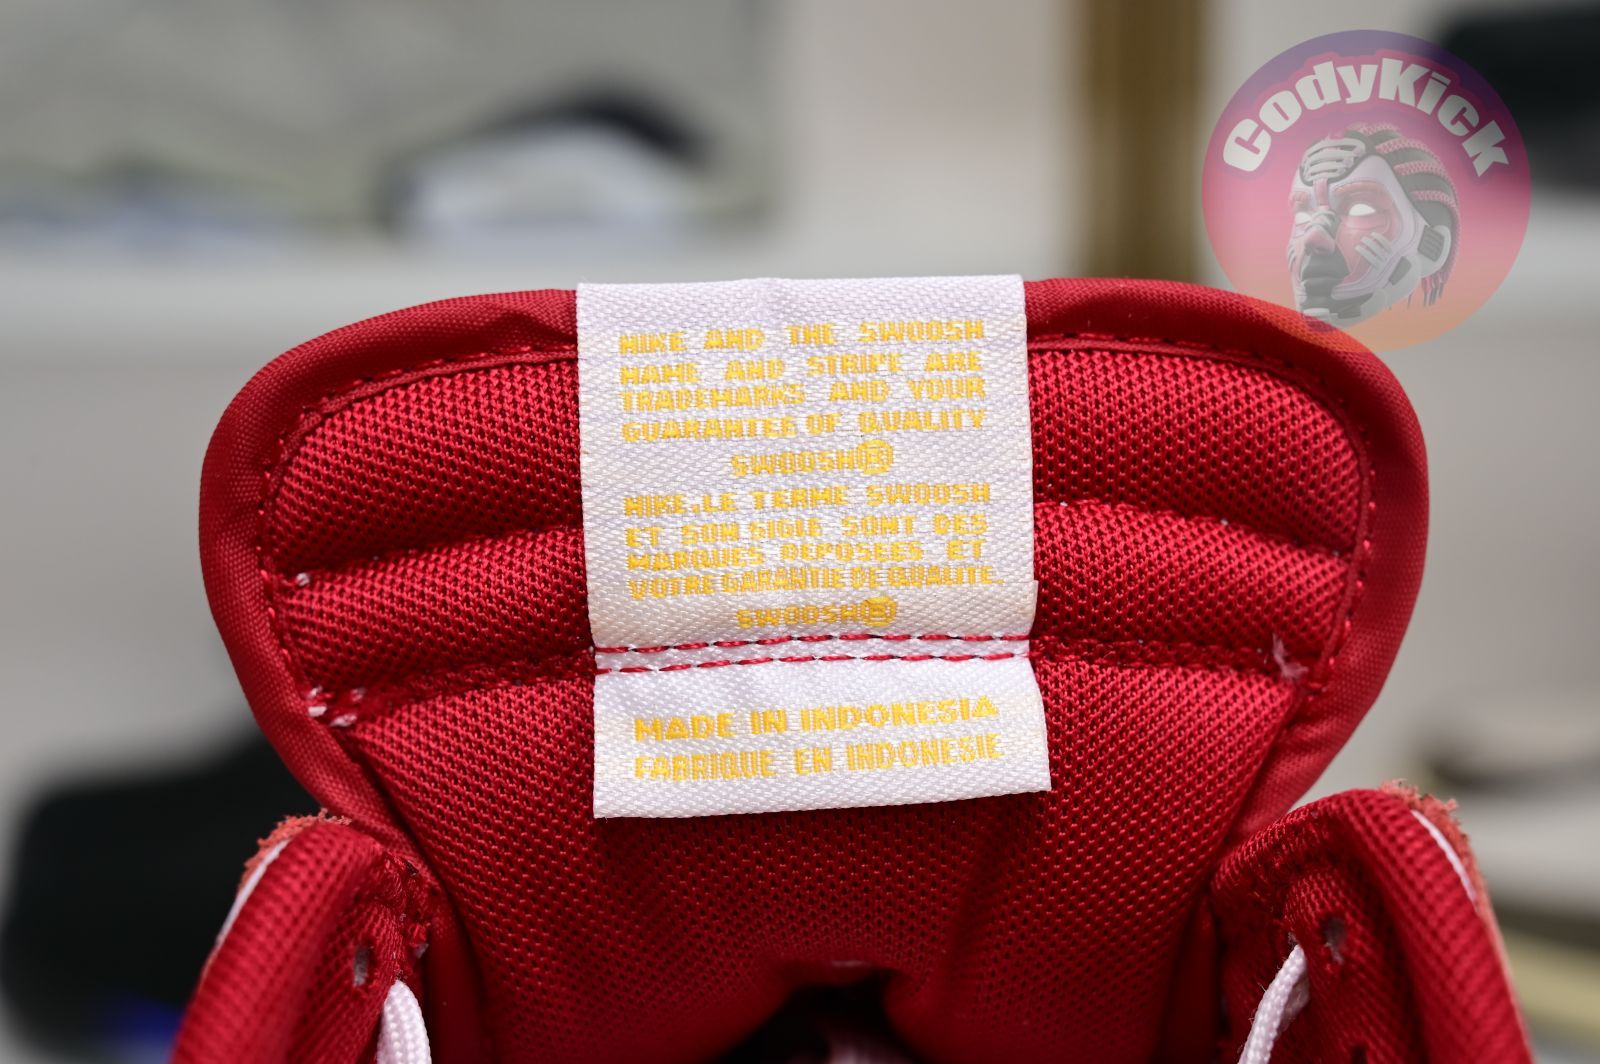 CodyKick
NIKE AND THE SWOOSH
NAME AND STRIPE ARE
TRADEMARKS AND YOUR
GUARANTEE OF QUALITY
SWOOSH®
NIKE,LE TERME SWOOSH
ET SON SIGLE SONT DES
MARQUES DEPOSEES ET
VOTRE GARANTIE DE QUALITE.
SWOOSH®
MADE IN INDONESIA
FABRIQUE EN INDONESIE